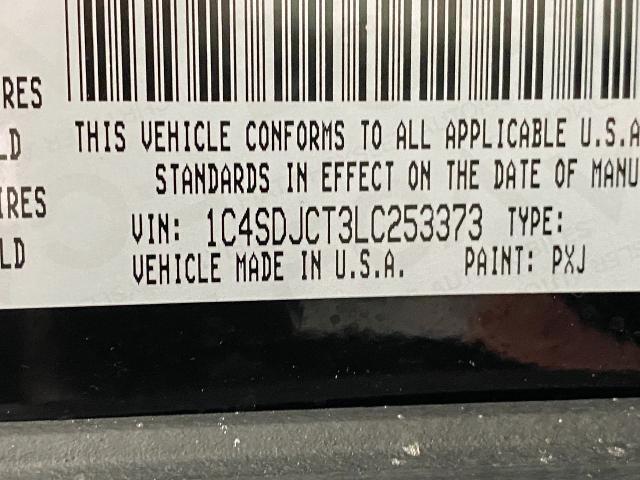 RES
LD
IRES
LD
THIS VEHICLE CONFORMS TO ALL APPLICABLE U.S.A
STANDARDS IN EFFECT ON THE DATE OF MANU
VIN: 1C4SDJCT3LC253373 TYPE:
VEHICLE MADE IN U.S.A. PAINT: PXJ